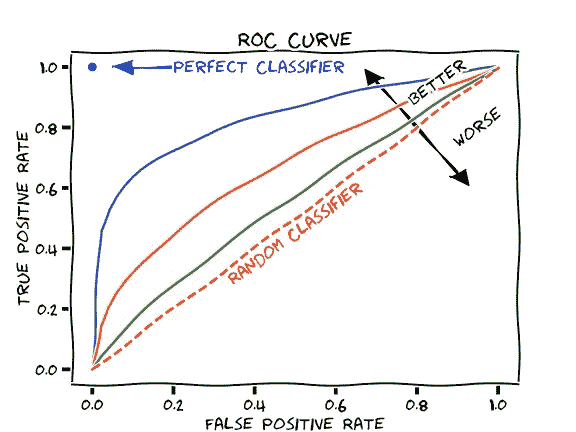 ROC CURVE
1.0
PERFECT CLASSIFIER
BETTER
WORSE
0.8
0.6
0.4
0.2
0.0
RANDOM CLASSIFIER
TRUE POSITIVE RATE
0.0 0.2 0.4 0.6 0.8 1.0
FALSE POSITIVE RATE